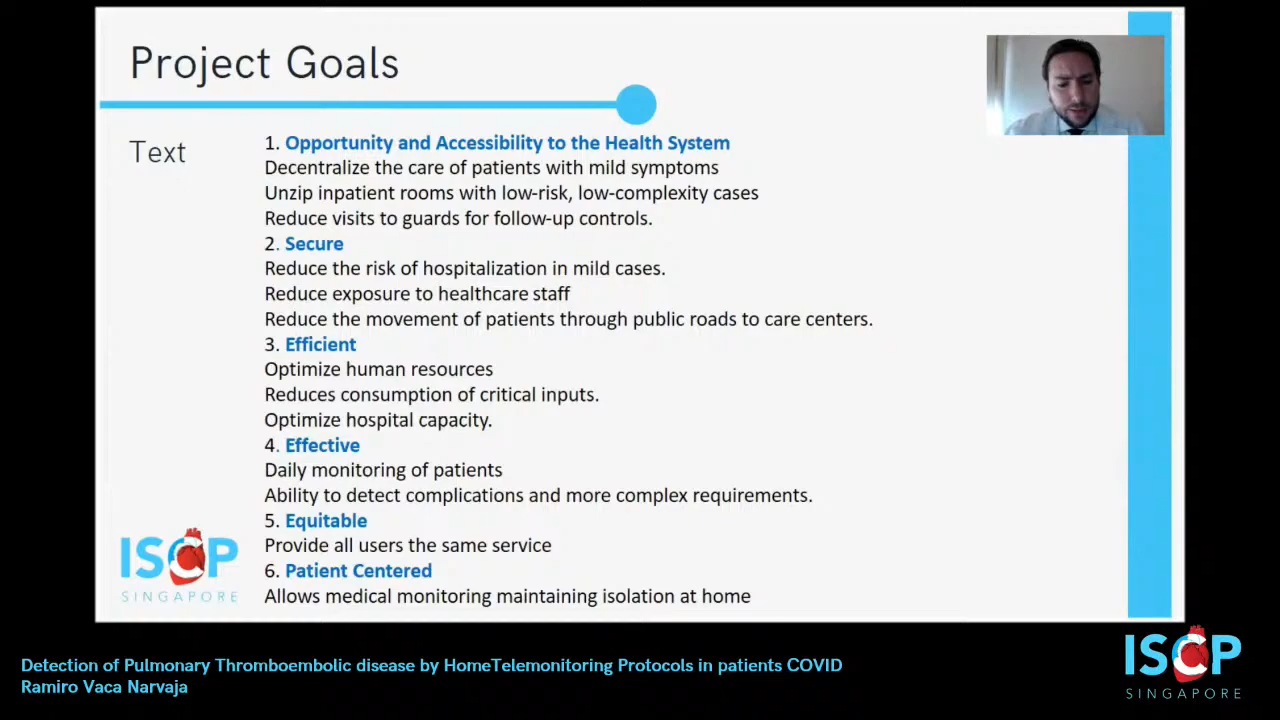 Project Goals
Text
1. Opportunity and Accessibility to the Health System
Decentralize the care of patients with mild symptoms
Unzip inpatient rooms with low-risk, low-complexity cases
Reduce visits to guards for follow-up controls.
2. Secure
Reduce the risk of hospitalization in mild cases.
Reduce exposure to healthcare staff
Reduce the movement of patients through public roads to care centers.
3. Efficient
Optimize human resources
Reduces consumption of critical inputs.
Optimize hospital capacity.
4. Effective
Daily monitoring of patients
Ability to detect complications and more complex requirements.
5. Equitable
Provide all users the same service
6. Patient Centered
Allows medical monitoring maintaining isolation at home
ISCP
SINGAPORE
Detection of Pulmonary Thromboembolic disease by HomeTelemonitoring Protocols in patients COVID
Ramiro Vaca Narvaja
ISCP
SINGAPORE